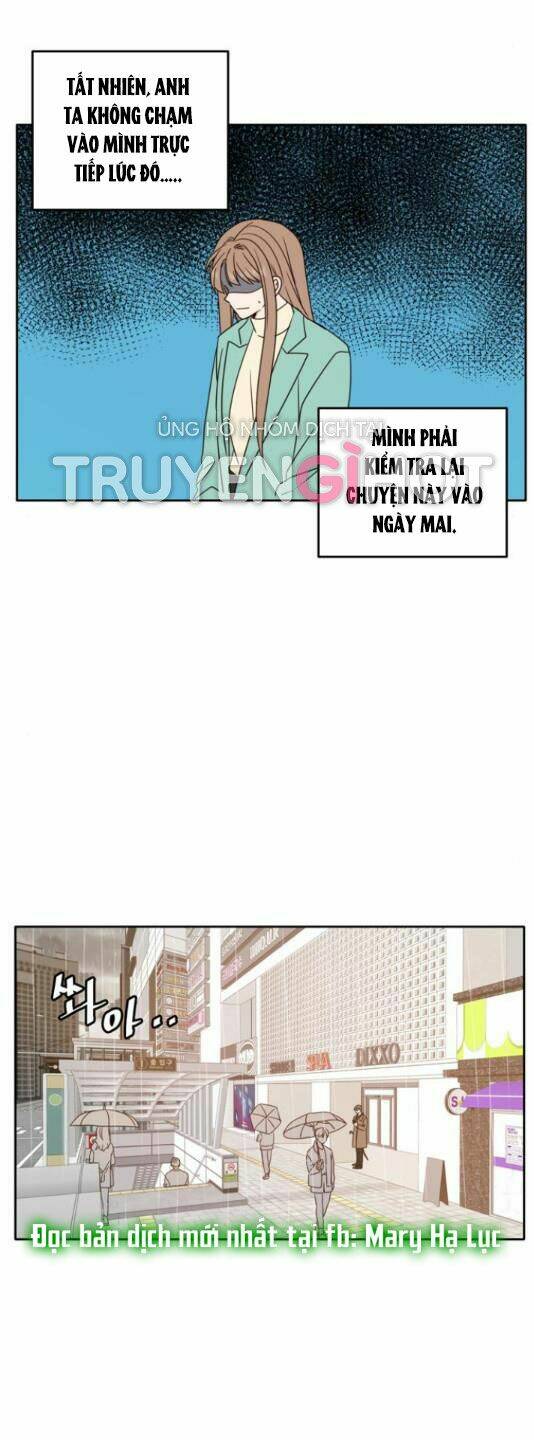 TẤT NHIÊN, ANH
TA KHÔNG CHẠM
VÀO MÌNH TRỰC
TIẾP LÚC ĐÓ.....
ỦNG HỘ NHÓM DỊCH TẠI
TRUYENGIHOT
MÌNH PHẢI
KIỂM TRA LẠI
CHUYỆN NÀY VÀO
NGÀY MAI.
쏴아..
DIXXO
Đọc bản dịch mới nhất tại fb: Mary Hạ Lục